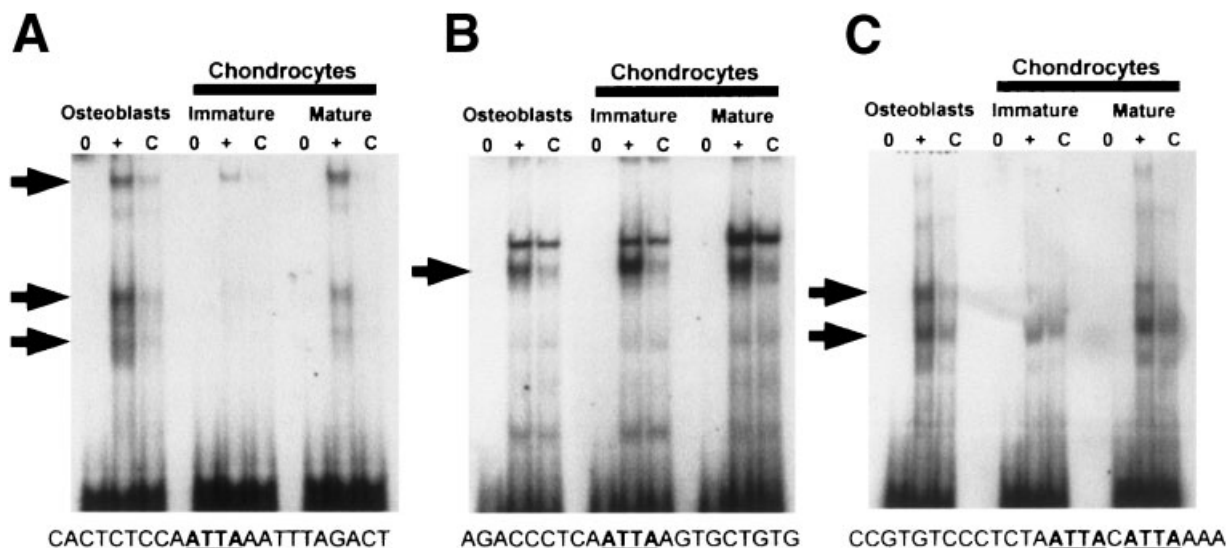 A
B
C
Chondrocytes
Chondrocytes
Chondrocytes
Osteoblasts Immature Mature
Osteoblasts Immature Mature
Osteoblasts Immature Mature
0 + C 0 + C 0 + C
0 + C 0 + C 0 + C
0 + C 0 + C 0 + C
CACTCTCCAATTAAATTTAGACT
AGACCCTCAATTAAGTGCTGTG
CCGTGTCCCTCTAATTACATTAAAA